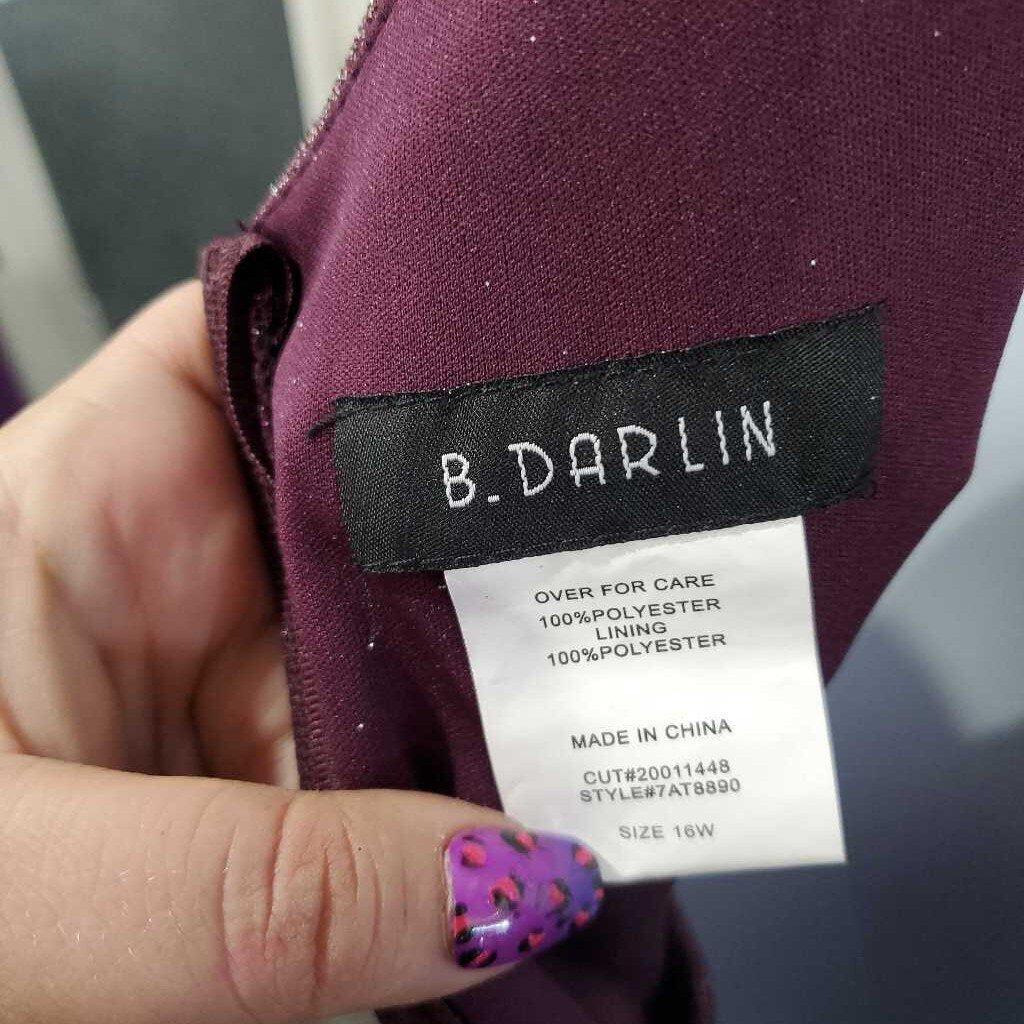 B. DARLIN
OVER FOR CARE
100%POLYESTER
LINING
100%POLYESTER
MADE IN CHINA
CUT#20011448
STYLE#7AT8890
SIZE 16W